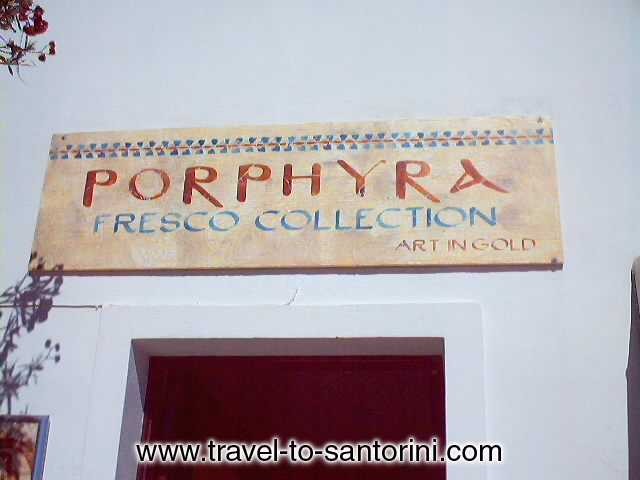 PORPHYRA
FRESCO COLLECTION
ART IN GOLD
www.travel-to-santorini.com